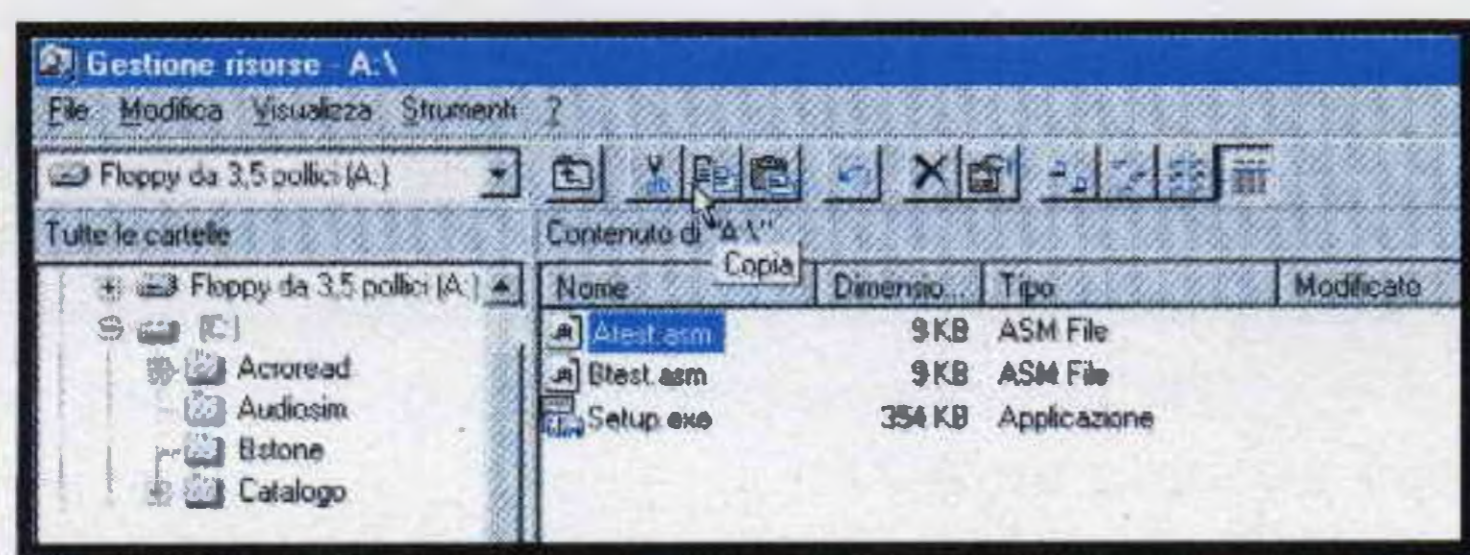 Gestione risorse - A:\
File Modifica Visualizza Strumenti ?
Floppy da 3,5 pollici (A:)
Tutte le cartelle
Contenuto di "A:\"
Copia
Floppy da 3,5 pollici (A:)
(C:)
Acroread
Audiosim
Bstone
Catalogo
Nome Dimensio... Tipo Modificato
Atest.asm 9 KB ASM File
Btest.asm 9 KB ASM File
Setup.exe 354 KB Applicazione